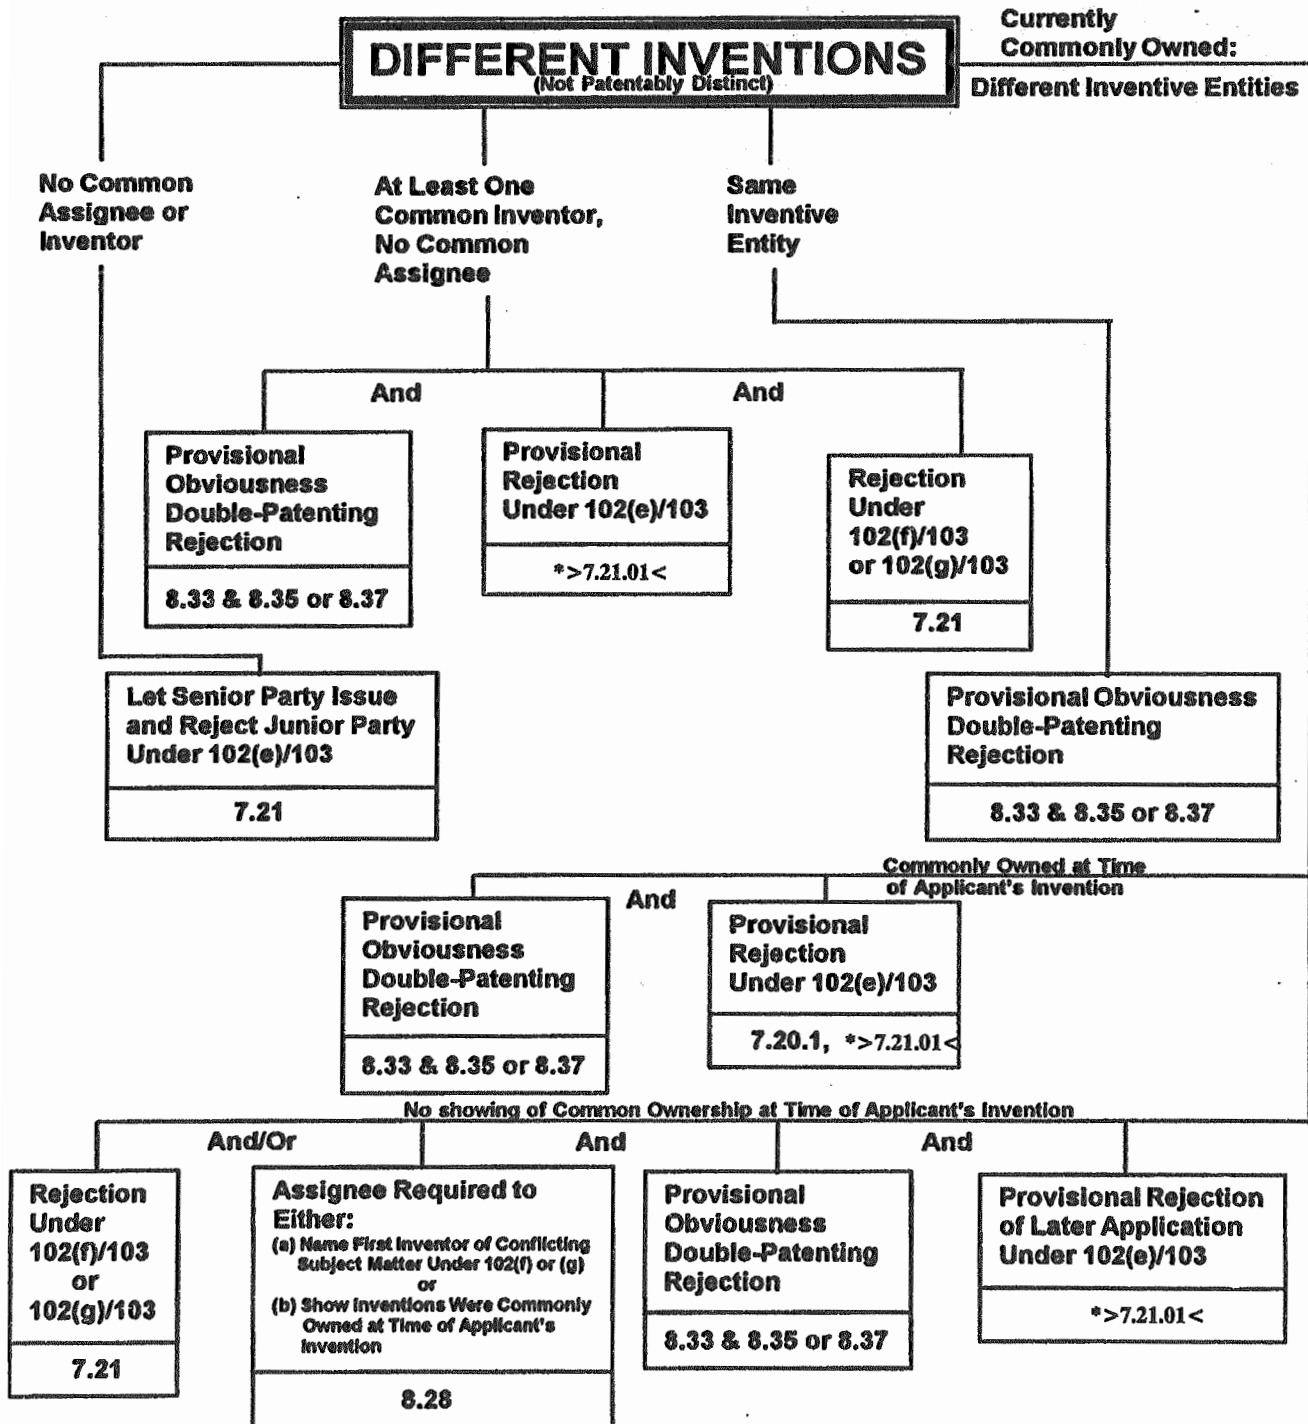 DIFFERENT INVENTIONS
(Not Patentably Distinct)
Currently
Commonly Owned:
Different Inventive Entities
No Common
Assignee or
Inventor
At Least One
Common Inventor,
No Common
Assignee
Same
Inventive
Entity
And
And
Provisional
Obviousness
Double-Patenting
Rejection
8.33 & 8.35 or 8.37
Provisional
Rejection
Under 102(e)/103
*>7.21.01<
Rejection
Under
102(f)/103
or 102(g)/103
7.21
Let Senior Party Issue
and Reject Junior Party
Under 102(e)/103
7.21
Provisional Obviousness
Double-Patenting
Rejection
8.33 & 8.35 or 8.37
Commonly Owned at Time
of Applicant's Invention
And
Provisional
Obviousness
Double-Patenting
Rejection
8.33 & 8.35 or 8.37
Provisional
Rejection
Under 102(e)/103
7.20.1, *>7.21.01<
No showing of Common Ownership at Time of Applicant's Invention
And/Or
And
And
Rejection
Under
102(f)/103
or
102(g)/103
7.21
Assignee Required to
Either:
(a) Name First Inventor of Conflicting
Subject Matter Under 102(f) or (g)
or
(b) Show Inventions Were Commonly
Owned at Time of Applicant's
Invention
8.28
Provisional
Obviousness
Double-Patenting
Rejection
8.33 & 8.35 or 8.37
Provisional Rejection
of Later Application
Under 102(e)/103
*>7.21.01<